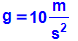 g = 10 m/s²